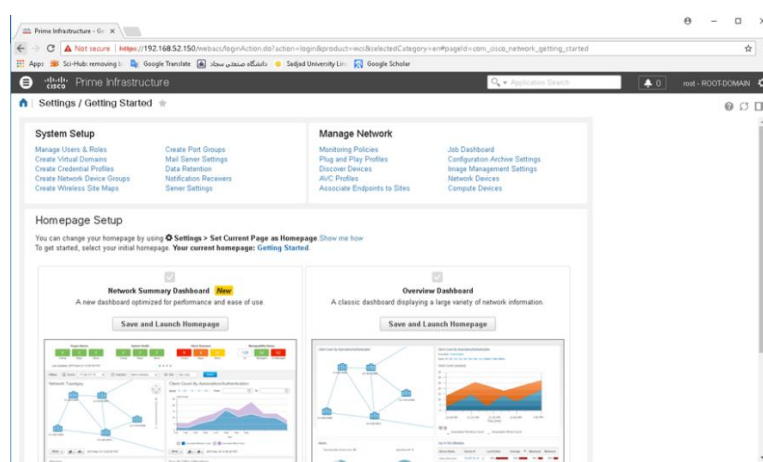 Prime Infrastructure - Ge
Not secure | https://192.168.52.150/webacs/loginAction.do?action=login&product=wcs&selectedCategory=en#pageId=com_cisco_network_getting_started
Apps Sci-Hub: removing b Google Translate دانشگاه صنعتی سجاد Sadjad University Lin Google Scholar
CISCO Prime Infrastructure Application Search 0 root - ROOT-DOMAIN
Settings / Getting Started
System Setup
Manage Users & Roles
Create Virtual Domains
Create Credential Profiles
Create Network Device Groups
Create Wireless Site Maps
Create Port Groups
Mail Server Settings
Data Retention
Notification Receivers
Server Settings
Manage Network
Monitoring Policies
Plug and Play Profiles
Discover Devices
AVC Profiles
Associate Endpoints to Sites
Job Dashboard
Configuration Archive Settings
Image Management Settings
Network Devices
Compute Devices
Homepage Setup
You can change your homepage by using Settings > Set Current Page as Homepage. Show me how
To get started, select your initial homepage. Your current homepage: Getting Started.
Network Summary Dashboard New
A new dashboard optimized for performance and ease of use.
Save and Launch Homepage
Network Topology
Client Count By Association/Authentication
Overview Dashboard
A classic dashboard displaying a large variety of network information.
Save and Launch Homepage